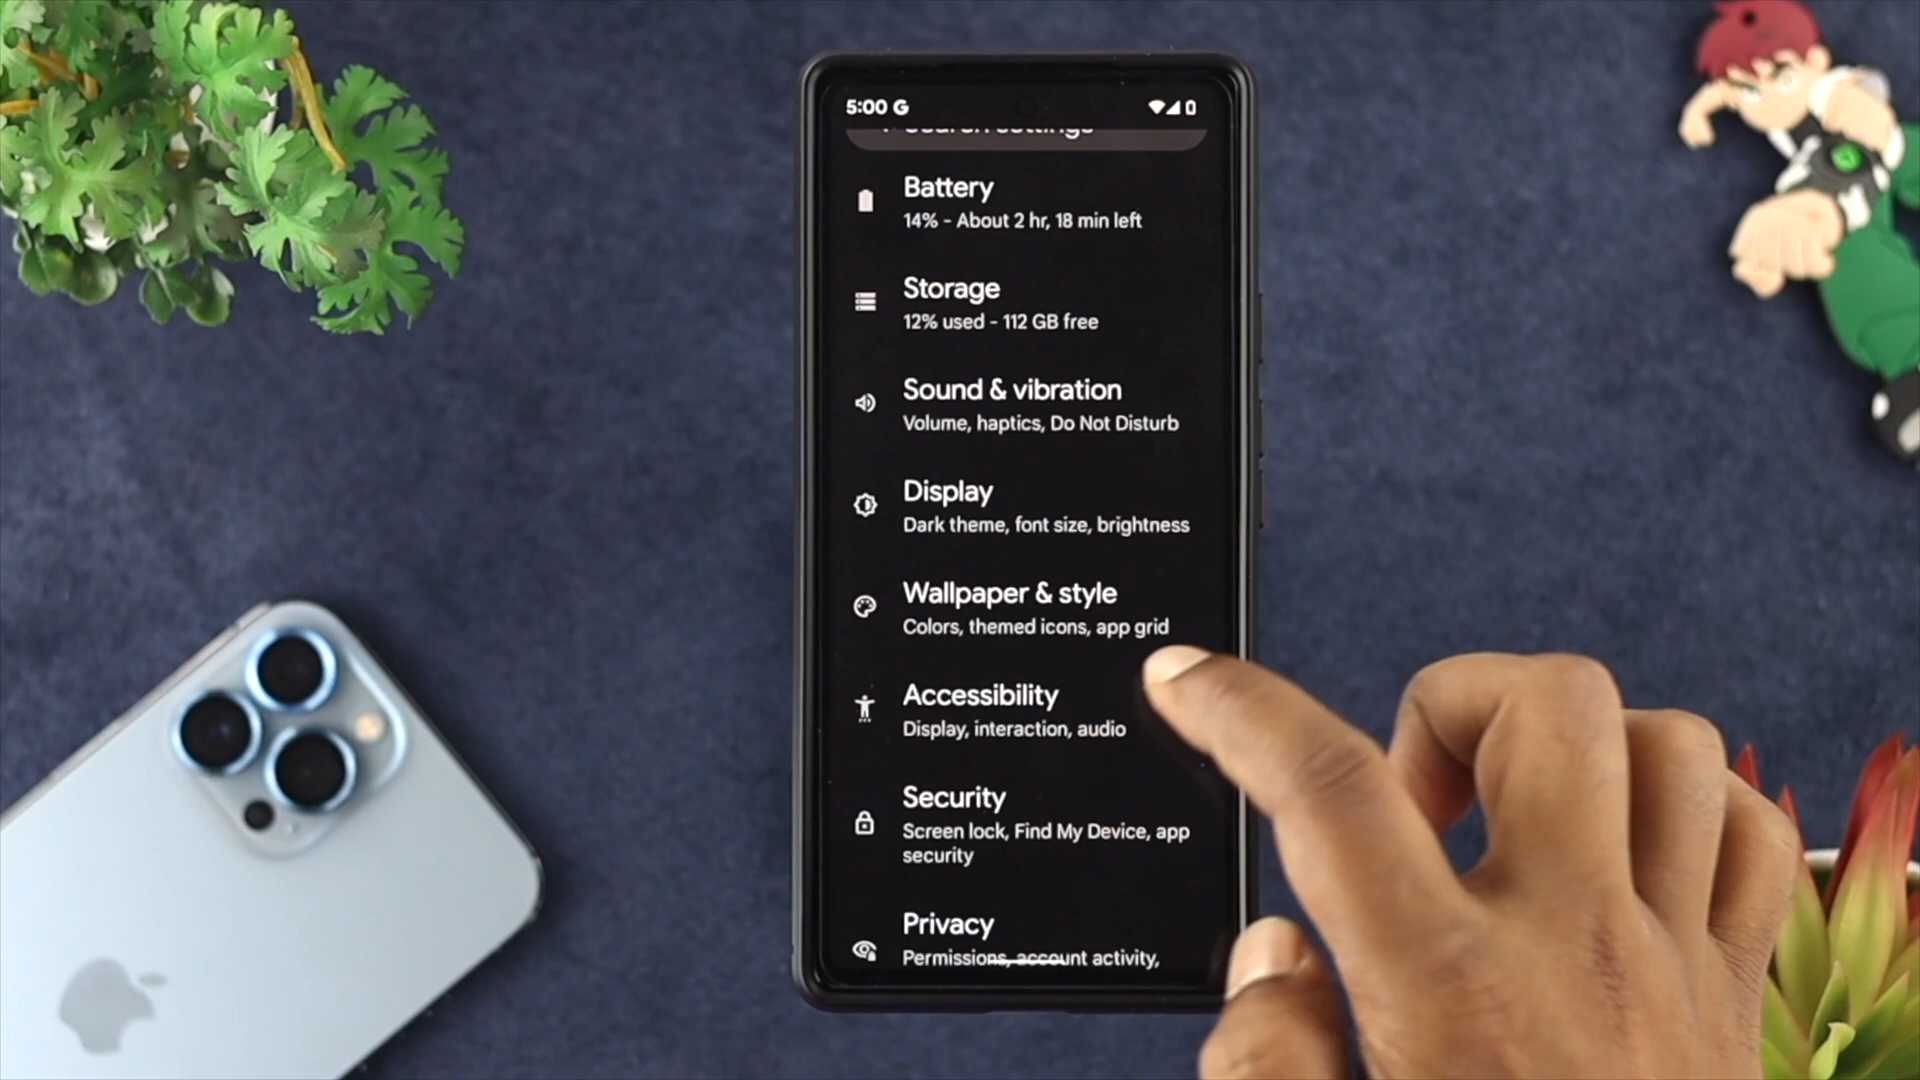 5:00 G
Search settings
Battery
14% - About 2 hr, 18 min left
Storage
12% used - 112 GB free
Sound & vibration
Volume, haptics, Do Not Disturb
Display
Dark theme, font size, brightness
Wallpaper & style
Colors, themed icons, app grid
Accessibility
Display, interaction, audio
Security
Screen lock, Find My Device, app
security
Privacy
Permissions, account activity,